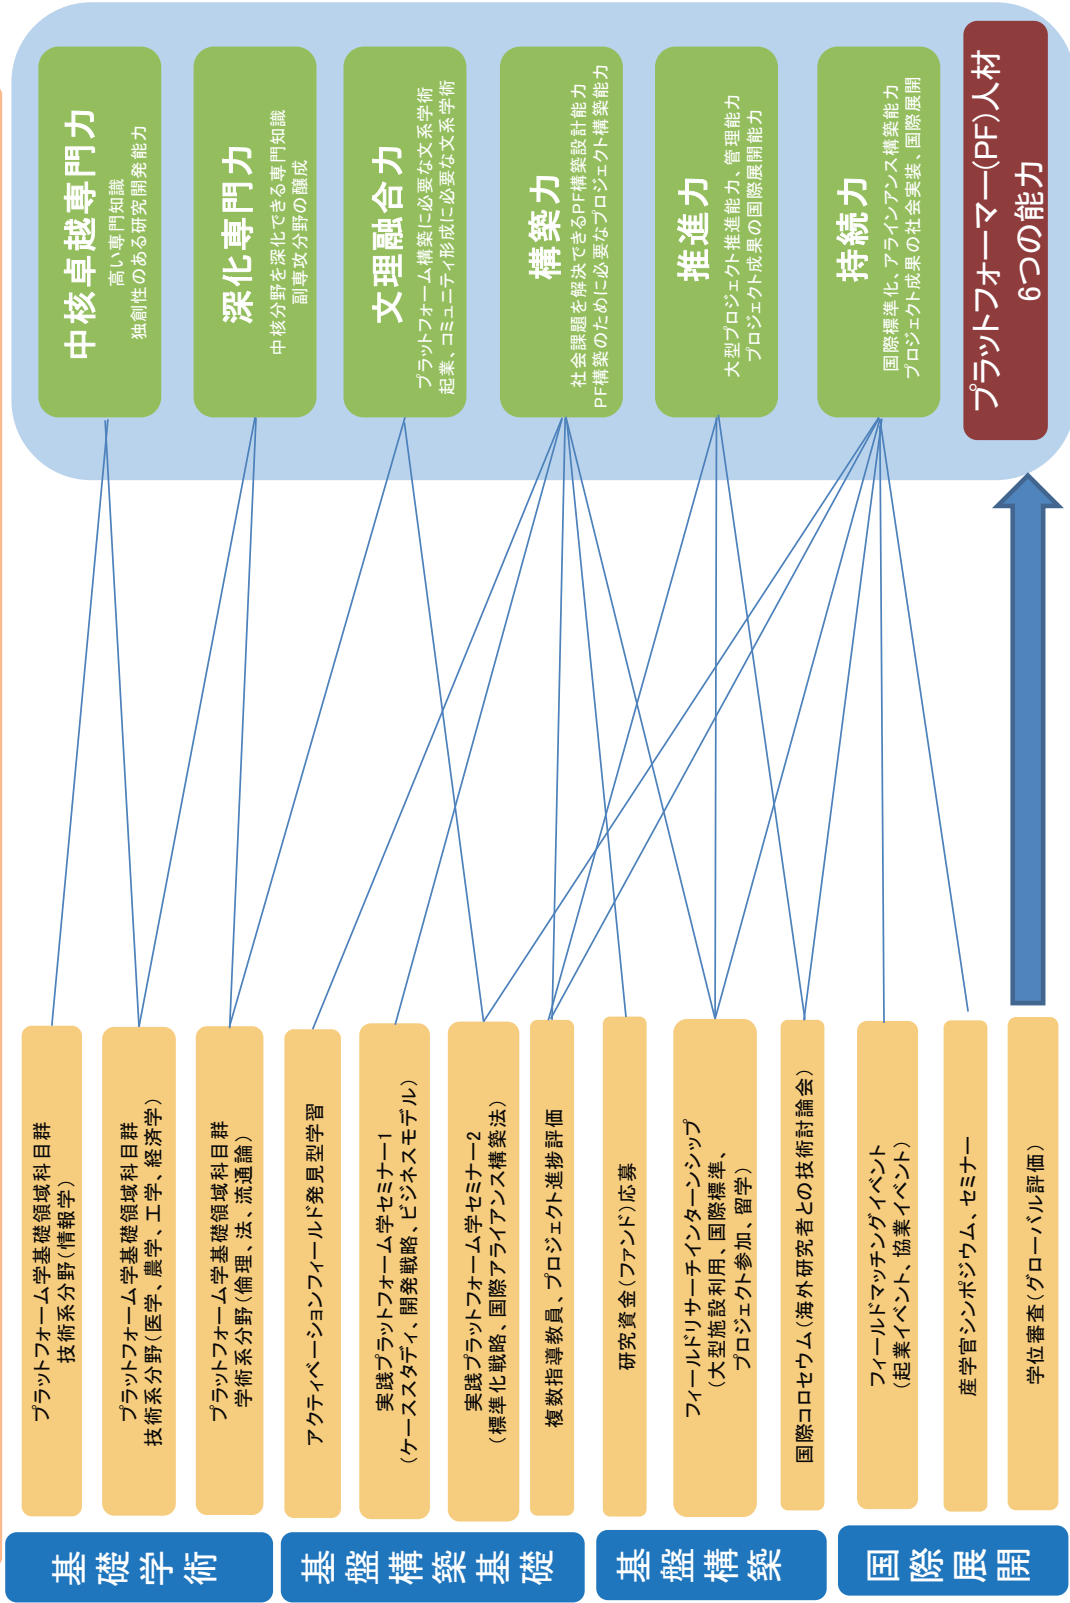 基礎学術
基盤構築基礎
基盤構築
国際展開
プラットフォーム学基礎領域科目群
技術系分野(情報学)
プラットフォーム学基礎領域科目群
技術系分野(医学、農学、工学、経済学)
プラットフォーム学基礎領域科目群
学術系分野(倫理、法、流通論)
アクティベーションフィールド発見型学習
実践プラットフォーム学セミナー1
(ケーススタディ、開発戦略、ビジネスモデル)
実践プラットフォーム学セミナー2
(標準化戦略、国際アライアンス構築法)
複数指導教員、プロジェクト進捗評価
研究資金(ファンド)応募
フィールドリサーチインターンシップ
(大型施設利用、国際標準、
プロジェクト参加、留学)
国際コロセウム(海外研究者との技術討論会)
フィールドマッチングイベント
(起業イベント、協業イベント)
産学官シンポジウム、セミナー
学位審査(グローバル評価)
中核卓越専門力
高い専門知識
独創性のある研究開発能力
深化専門力
中核分野を深化できる専門知識
副専攻分野の醸成
文理融合力
プラットフォーム構築に必要な文系学術
起業、コミュニティ形成に必要な文系学術
構築力
社会課題を解決できるPF構築設計能力
PF構築のために必要なプロジェクト構築能力
推進力
大型プロジェクト推進能力、管理能力
プロジェクト成果の国際展開能力
持続力
国際標準化、アラインアンス構築能力
プロジェクト成果の社会実装、国際展開
プラットフォーマー(PF)人材
6つの能力